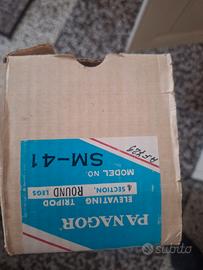 PANAGOR
ELEVATING TRIPOD
4 SECTION, ROUND LEGS
MODEL NO. SM-41
subito